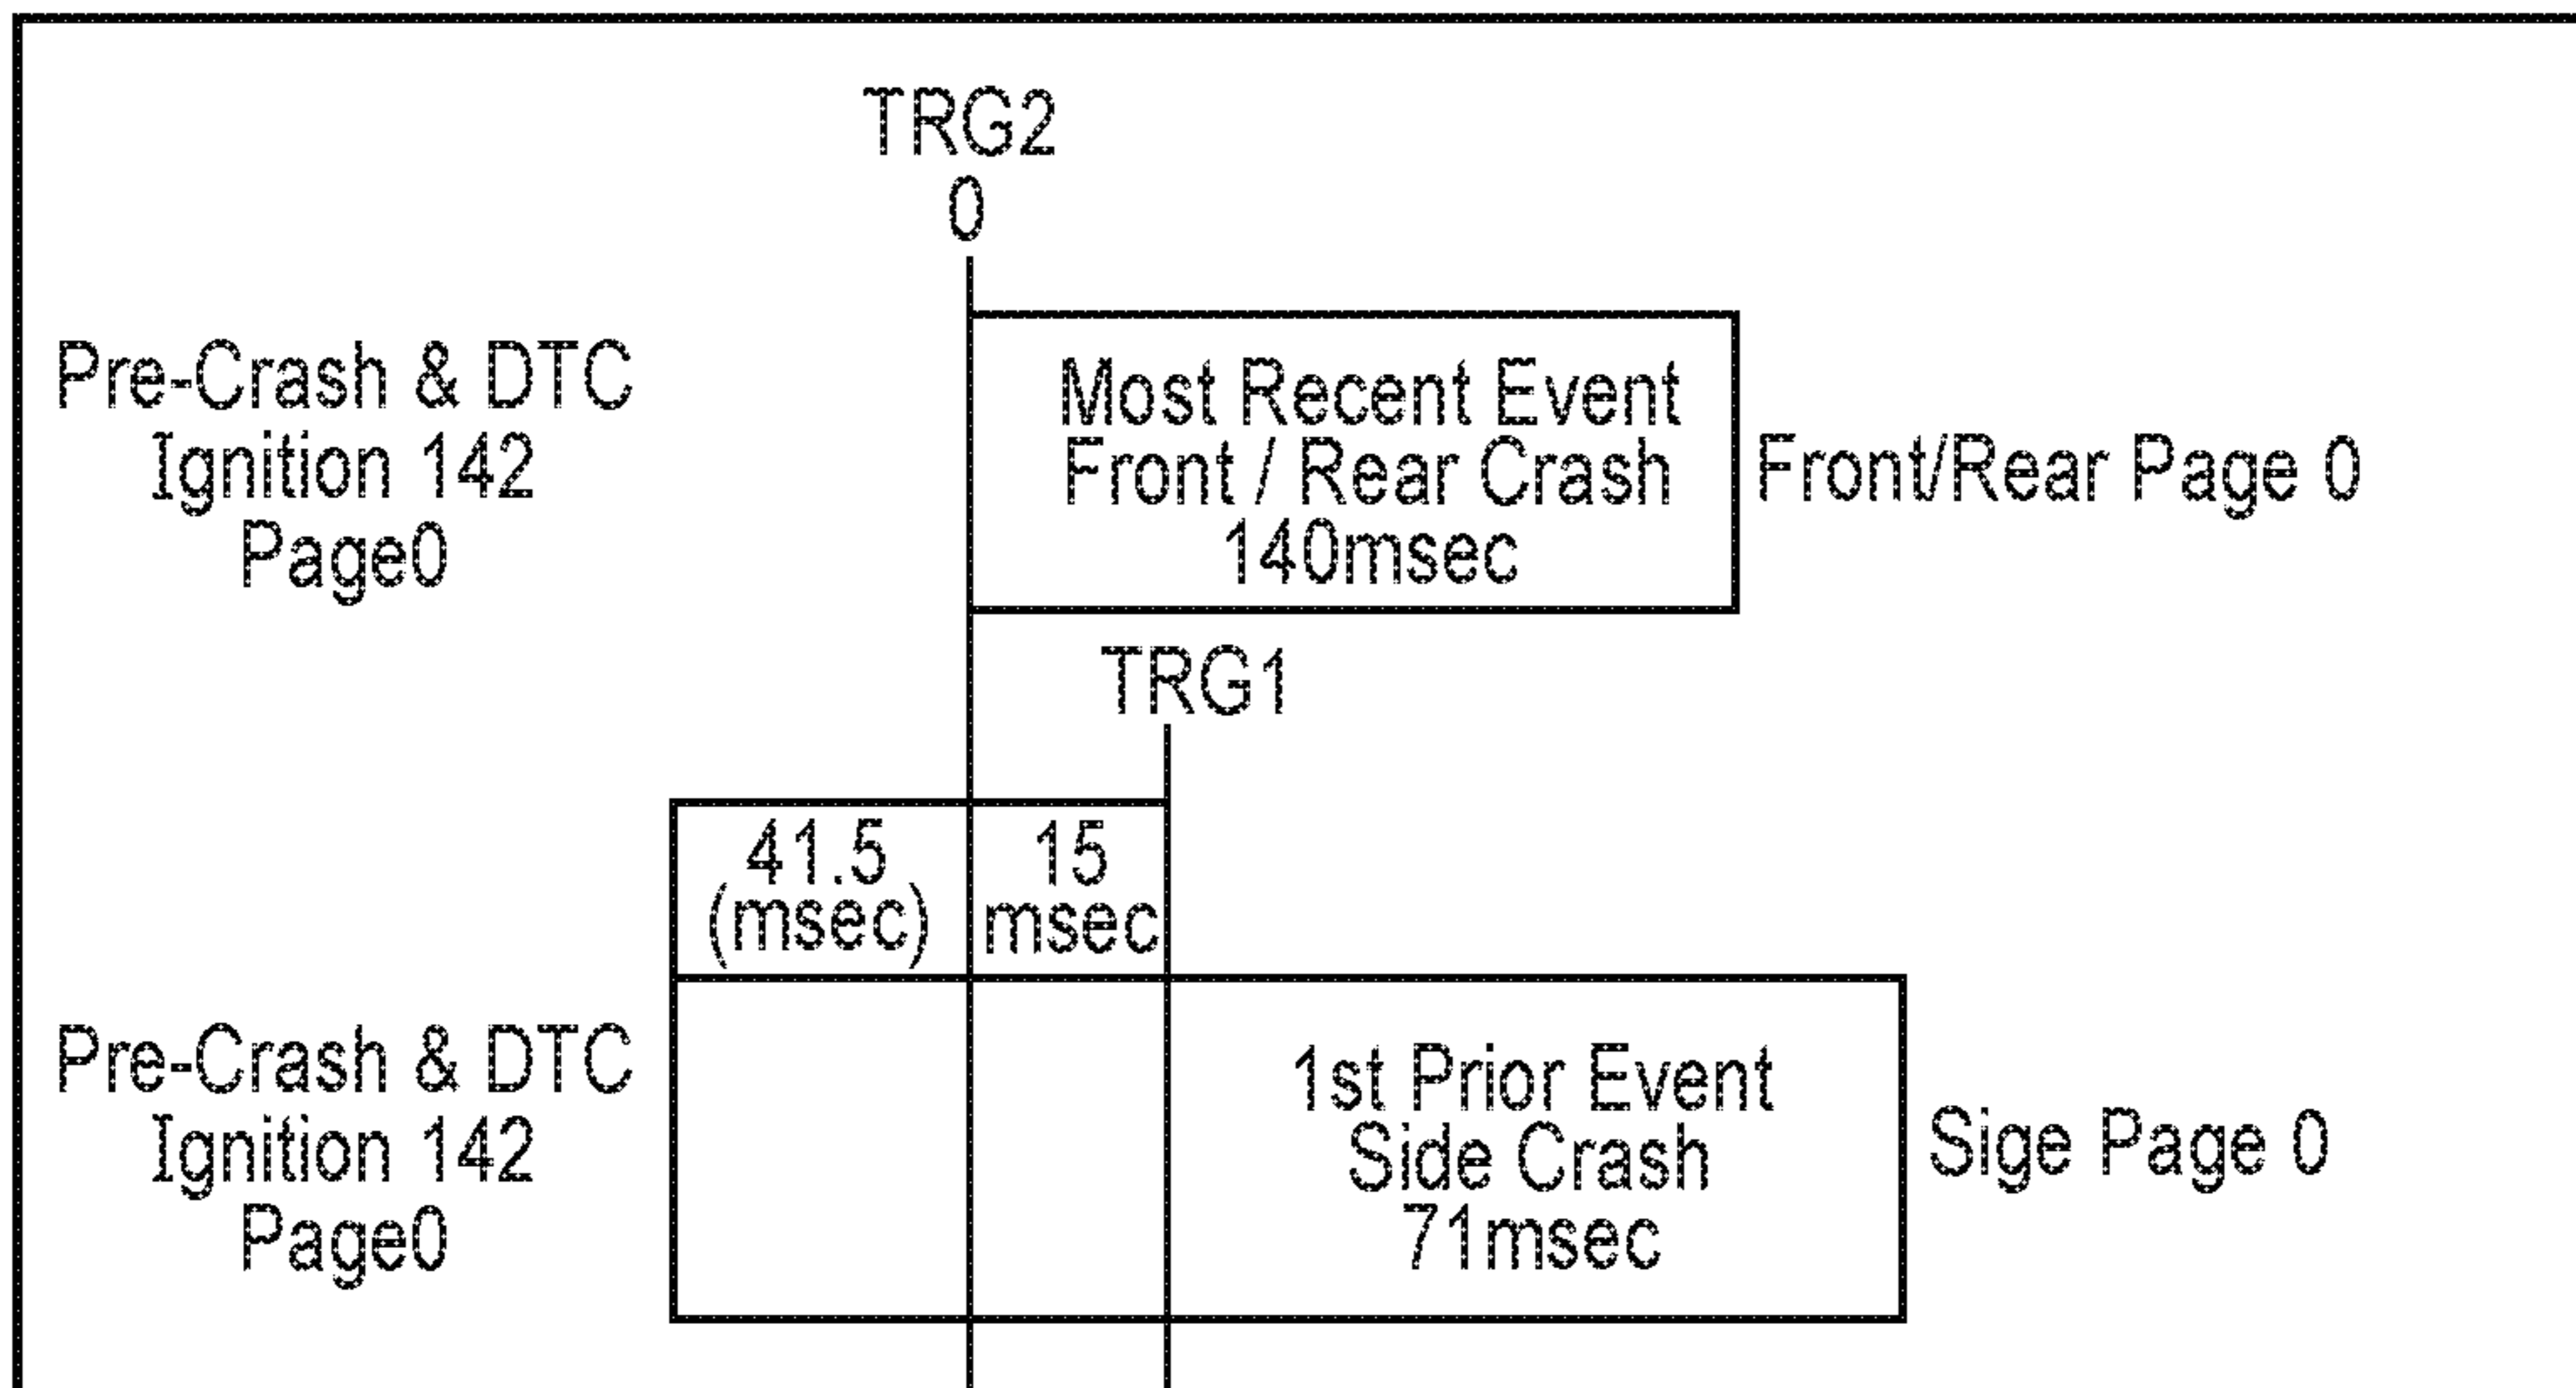 TRG2
0
Pre-Crash & DTC
Ignition 142
Page0
Most Recent Event
Front / Rear Crash
140msec
Front/Rear Page 0
TRG1
41.5
(msec)
15
msec
Pre-Crash & DTC
Ignition 142
Page0
1st Prior Event
Side Crash
71msec
Sige Page 0